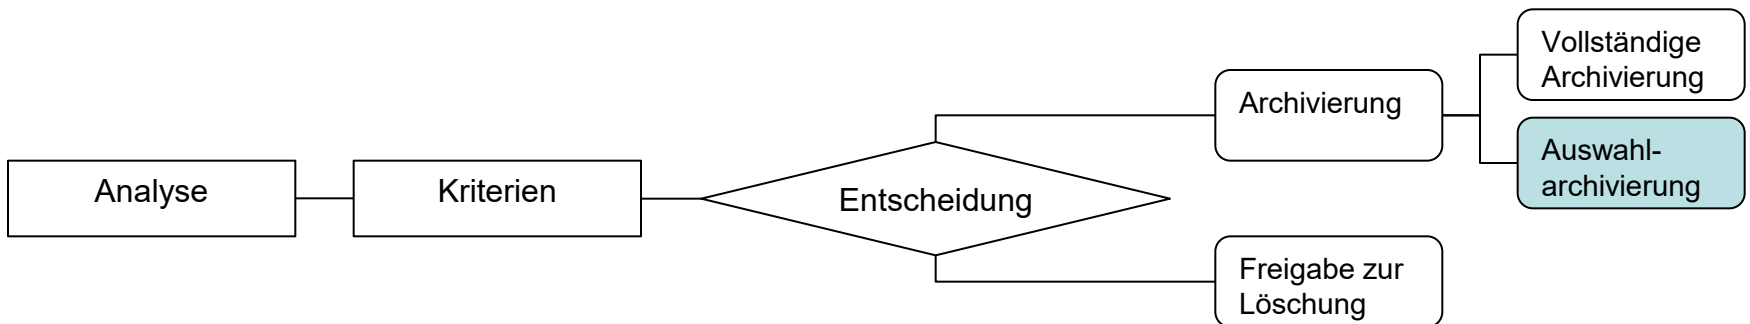 Analyse
Kriterien
Entscheidung
Archivierung
Vollständige
Archivierung
Auswahl-
archivierung
Freigabe zur
Löschung